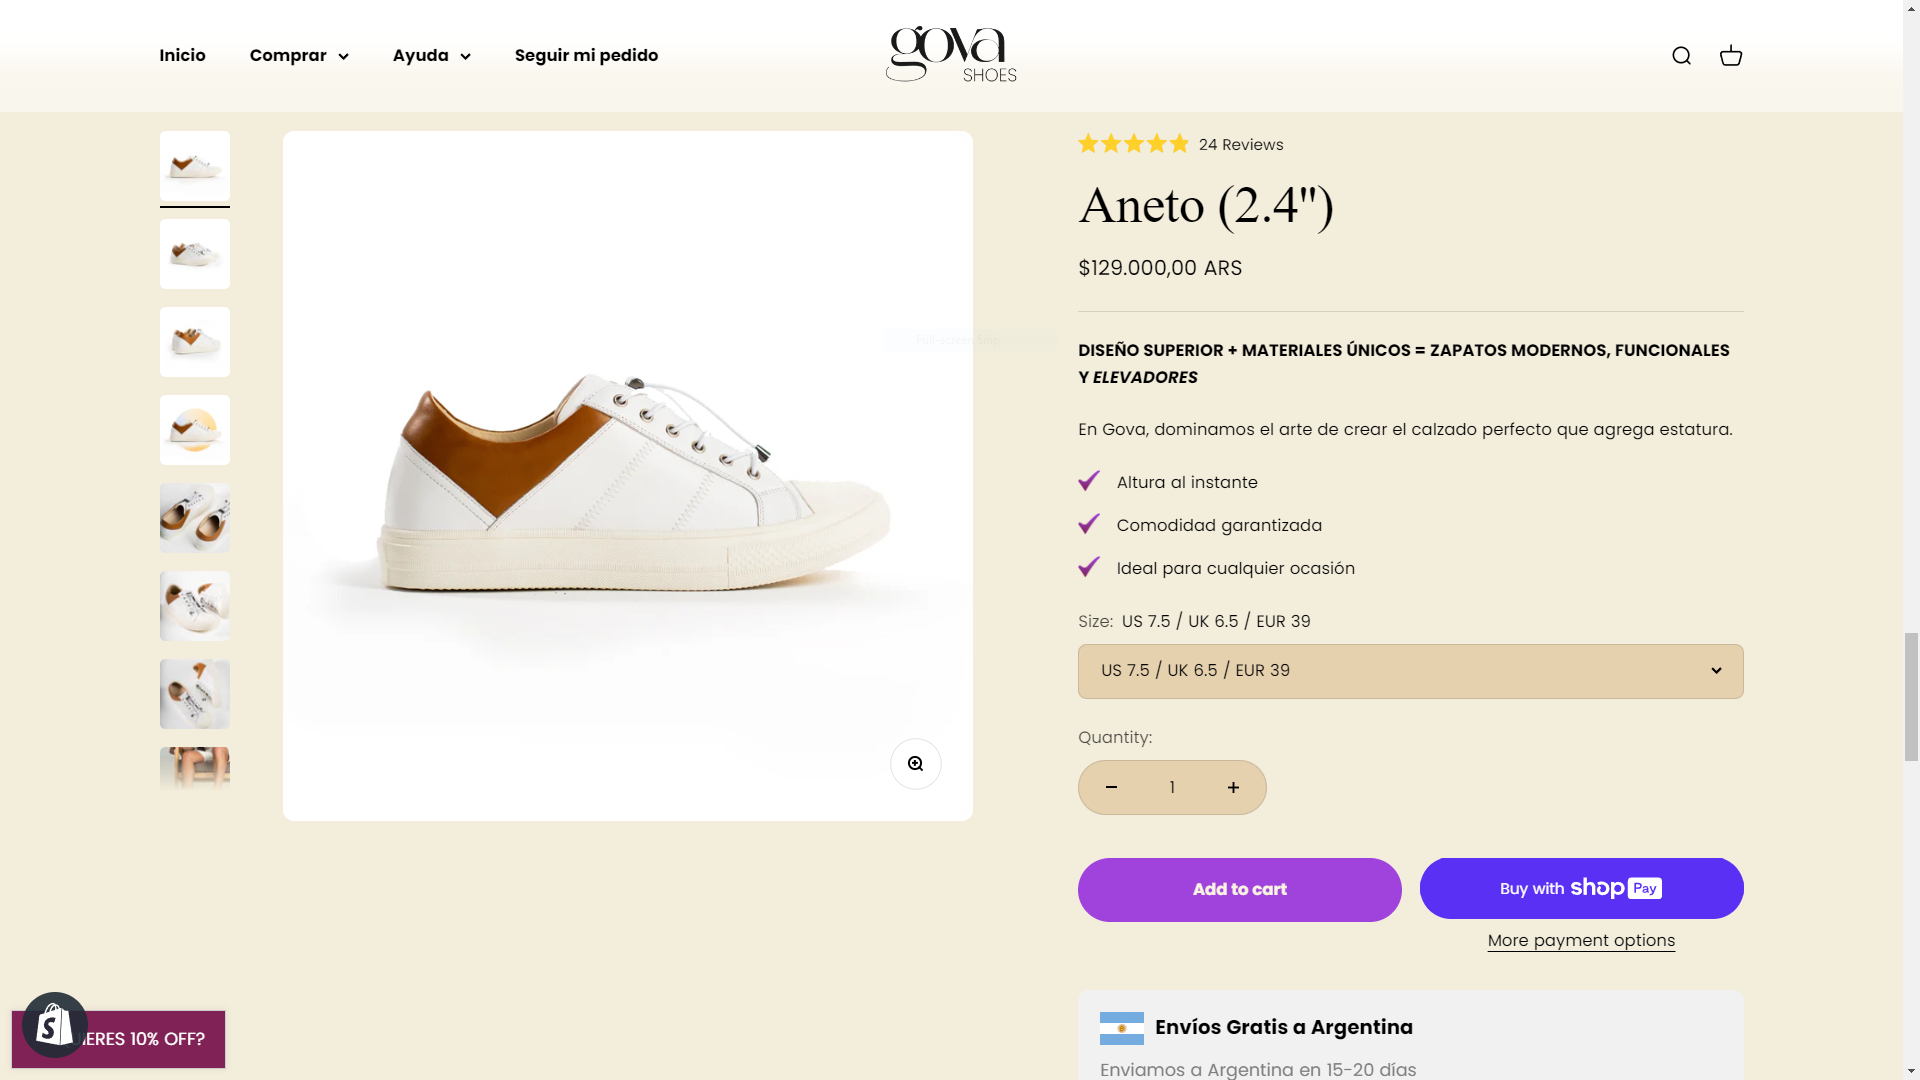 Inicio
Comprar
Ayuda
Seguir mi pedido
gova
SHOES
24 Reviews
Aneto (2.4")
$129.000,00 ARS
DISEÑO SUPERIOR + MATERIALES ÚNICOS = ZAPATOS MODERNOS, FUNCIONALES
Y ELEVADORES
En Gova, dominamos el arte de crear el calzado perfecto que agrega estatura.
Altura al instante
Comodidad garantizada
Ideal para cualquier ocasión
Size: US 7.5 / UK 6.5 / EUR 39
US 7.5 / UK 6.5 / EUR 39
Quantity:
1
Add to cart
Buy with shop Pay
More payment options
Envíos Gratis a Argentina
Enviamos a Argentina en 15-20 días
10% OFF?